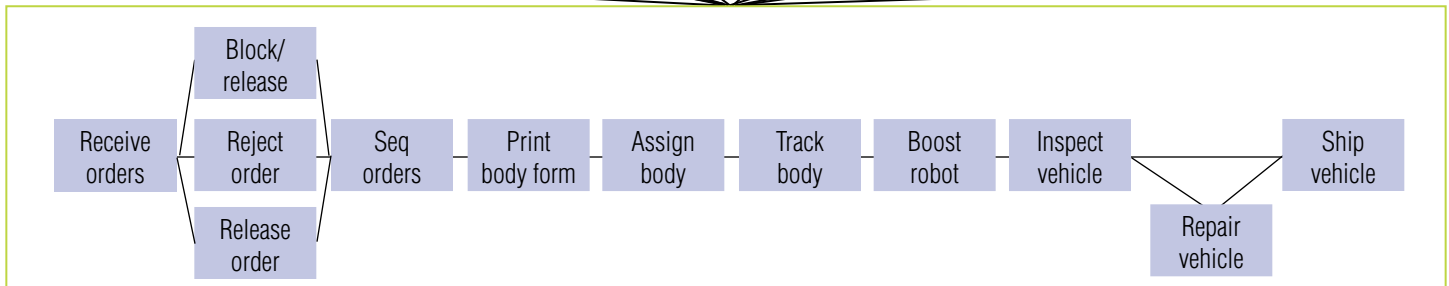 Receive
orders
Block/
release
Reject
order
Release
order
Seq
orders
Print
body form
Assign
body
Track
body
Boost
robot
Inspect
vehicle
Repair
vehicle
Ship
vehicle